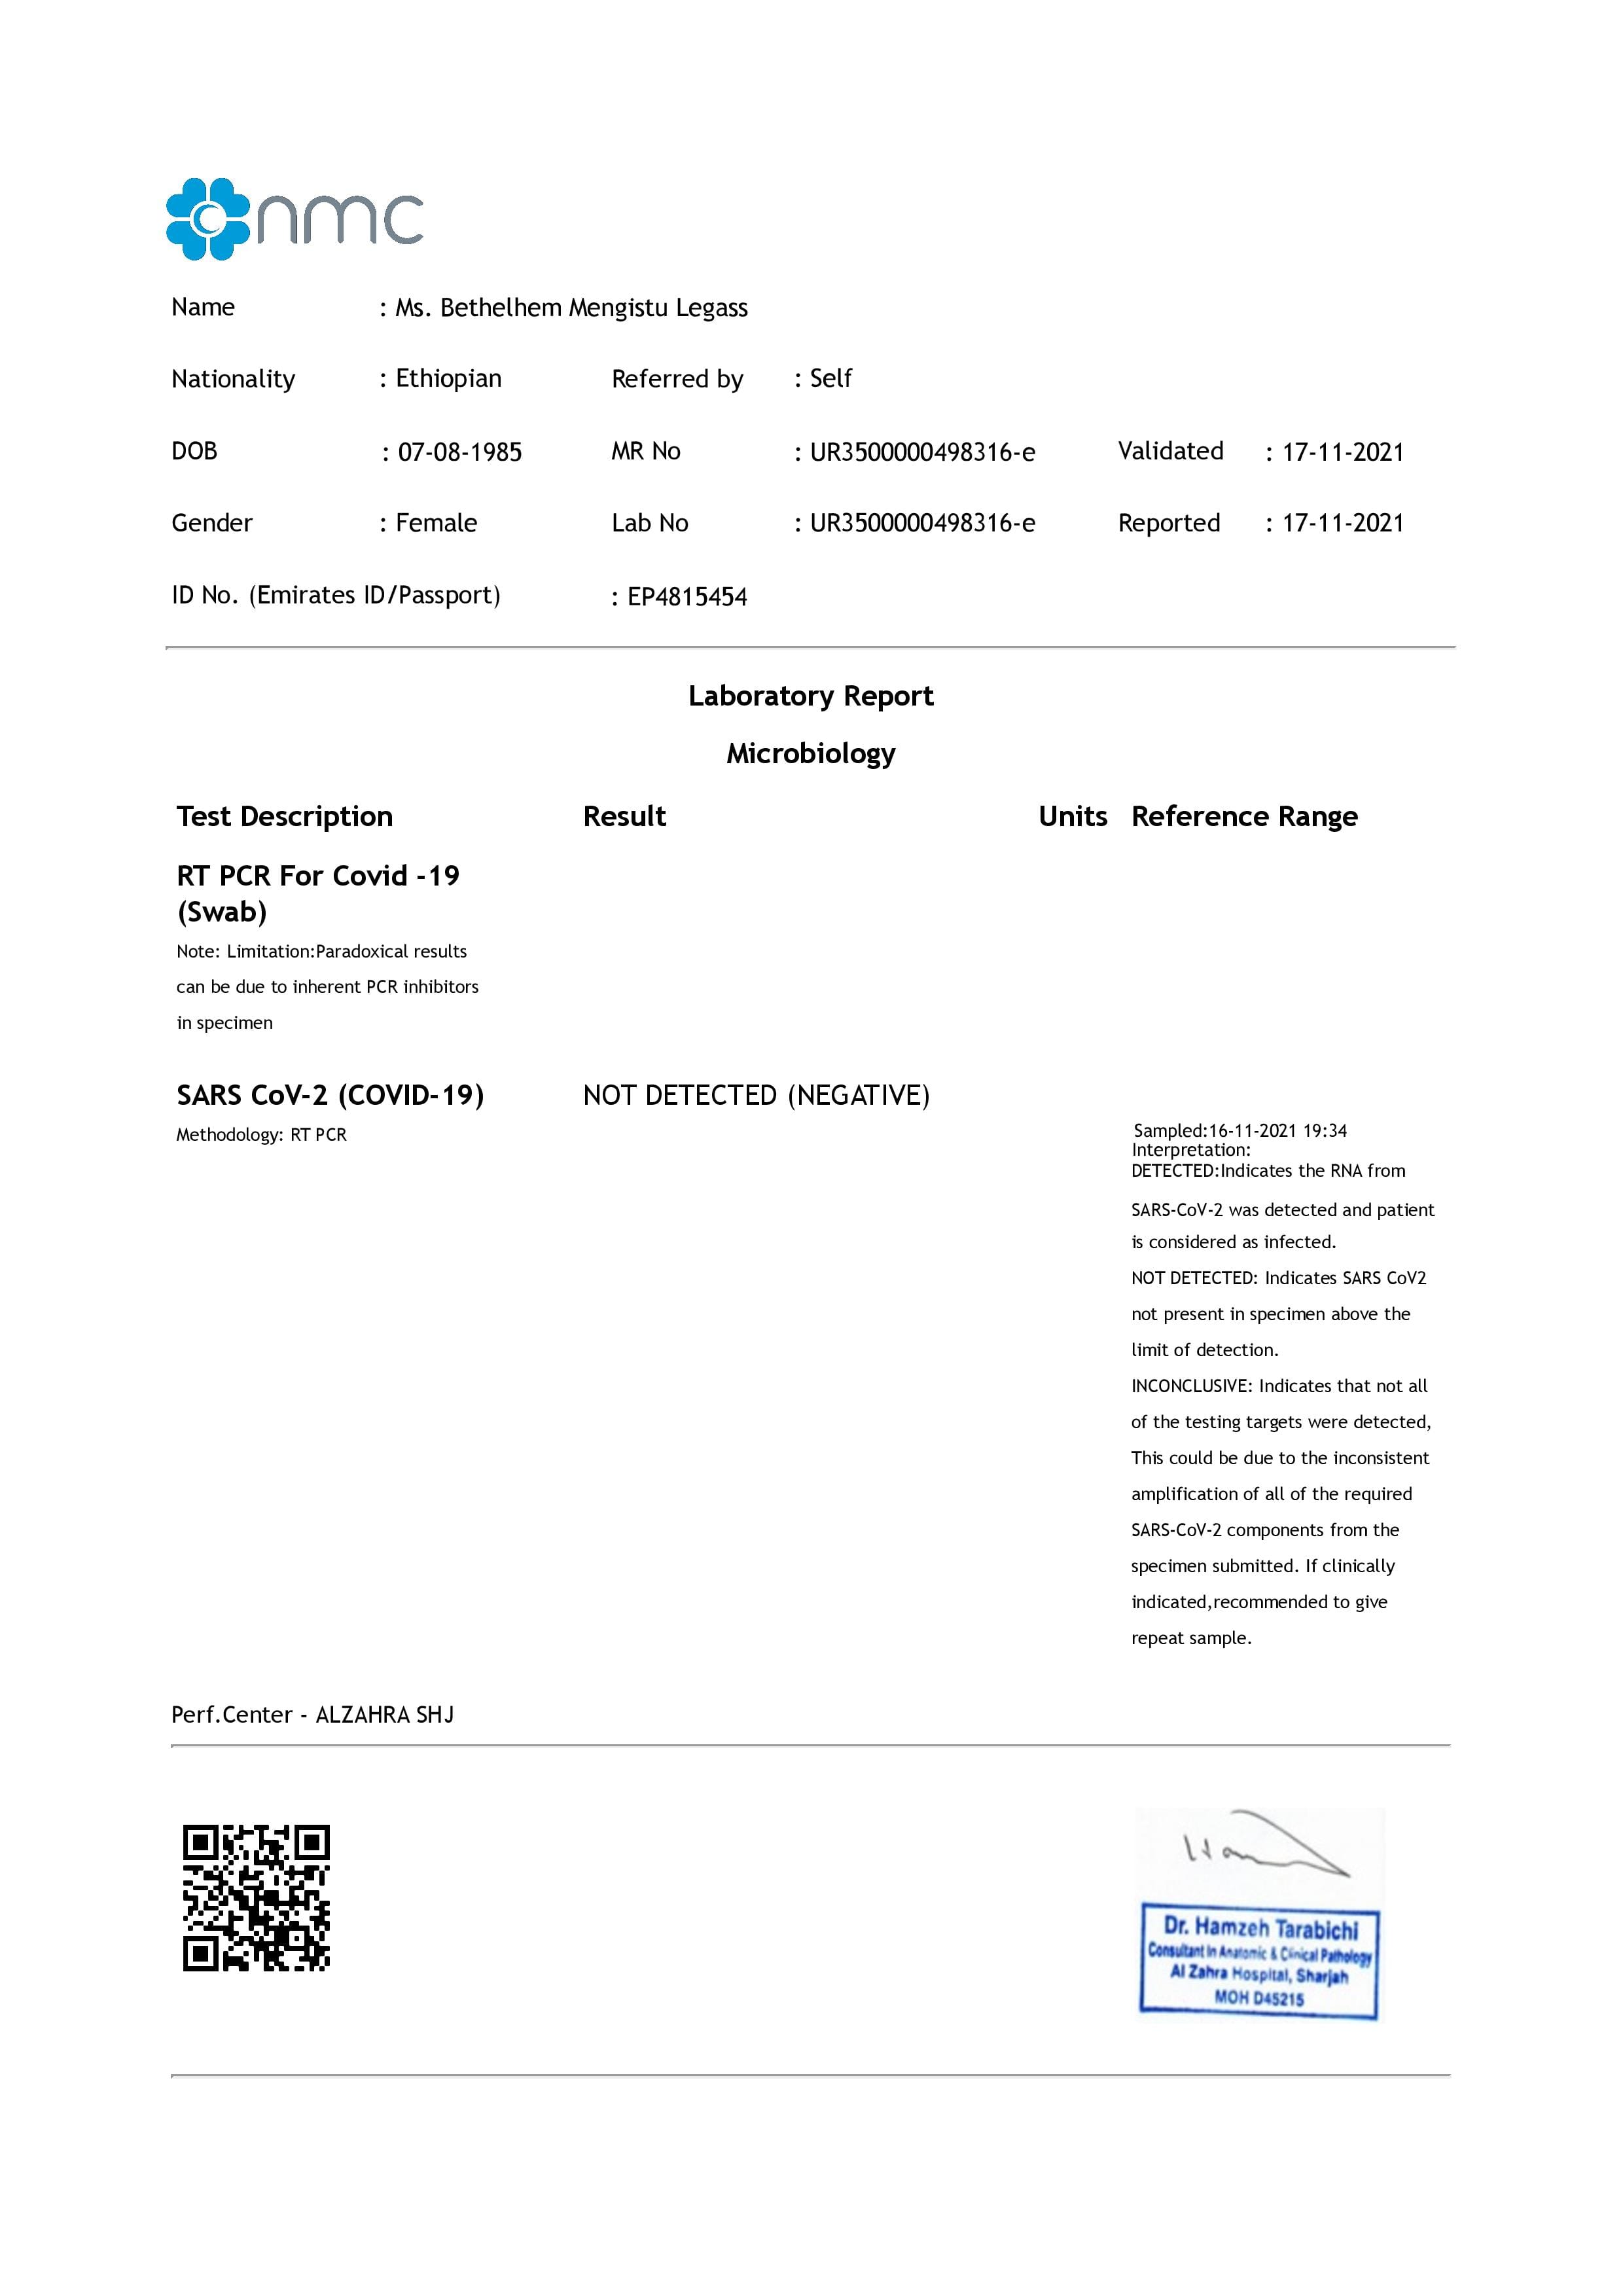 nmc
Name : Ms. Bethelhem Mengistu Legass
Nationality : Ethiopian Referred by : Self
DOB : 07-08-1985 MR No : UR3500000498316-e Validated : 17-11-2021
Gender : Female Lab No : UR3500000498316-e Reported : 17-11-2021
ID No. (Emirates ID/Passport) : EP4815454
Laboratory Report
Microbiology
Test Description Result Units Reference Range
RT PCR For Covid -19
(Swab)
Note: Limitation:Paradoxical results
can be due to inherent PCR inhibitors
in specimen
SARS CoV-2 (COVID-19) NOT DETECTED (NEGATIVE)
Methodology: RT PCR
Sampled:16-11-2021 19:34
Interpretation:
DETECTED:Indicates the RNA from
SARS-CoV-2 was detected and patient
is considered as infected.
NOT DETECTED: Indicates SARS CoV2
not present in specimen above the
limit of detection.
INCONCLUSIVE: Indicates that not all
of the testing targets were detected,
This could be due to the inconsistent
amplification of all of the required
SARS-CoV-2 components from the
specimen submitted. If clinically
indicated,recommended to give
repeat sample.
Perf.Center - ALZAHRA SHJ
Dr. Hamzeh Tarabichi
Consultant in Anatomic & Clinical Pathology
Al Zahra Hospital, Sharjah
MOH D45215